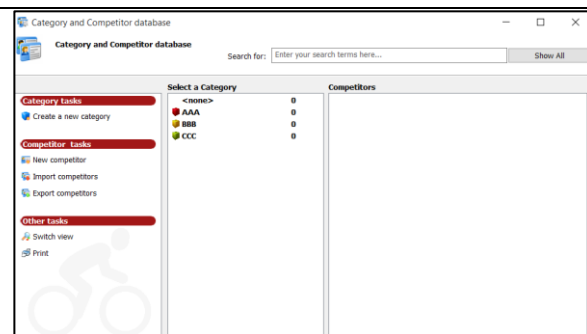 Category and Competitor database
Category and Competitor database
Search for: Enter your search terms here... Show All
Select a Category Competitors
<none> 0
AAA 0
BBB 0
CCC 0
Category tasks
Create a new category
Competitor tasks
New competitor
Import competitors
Export competitors
Other tasks
Switch view
Print